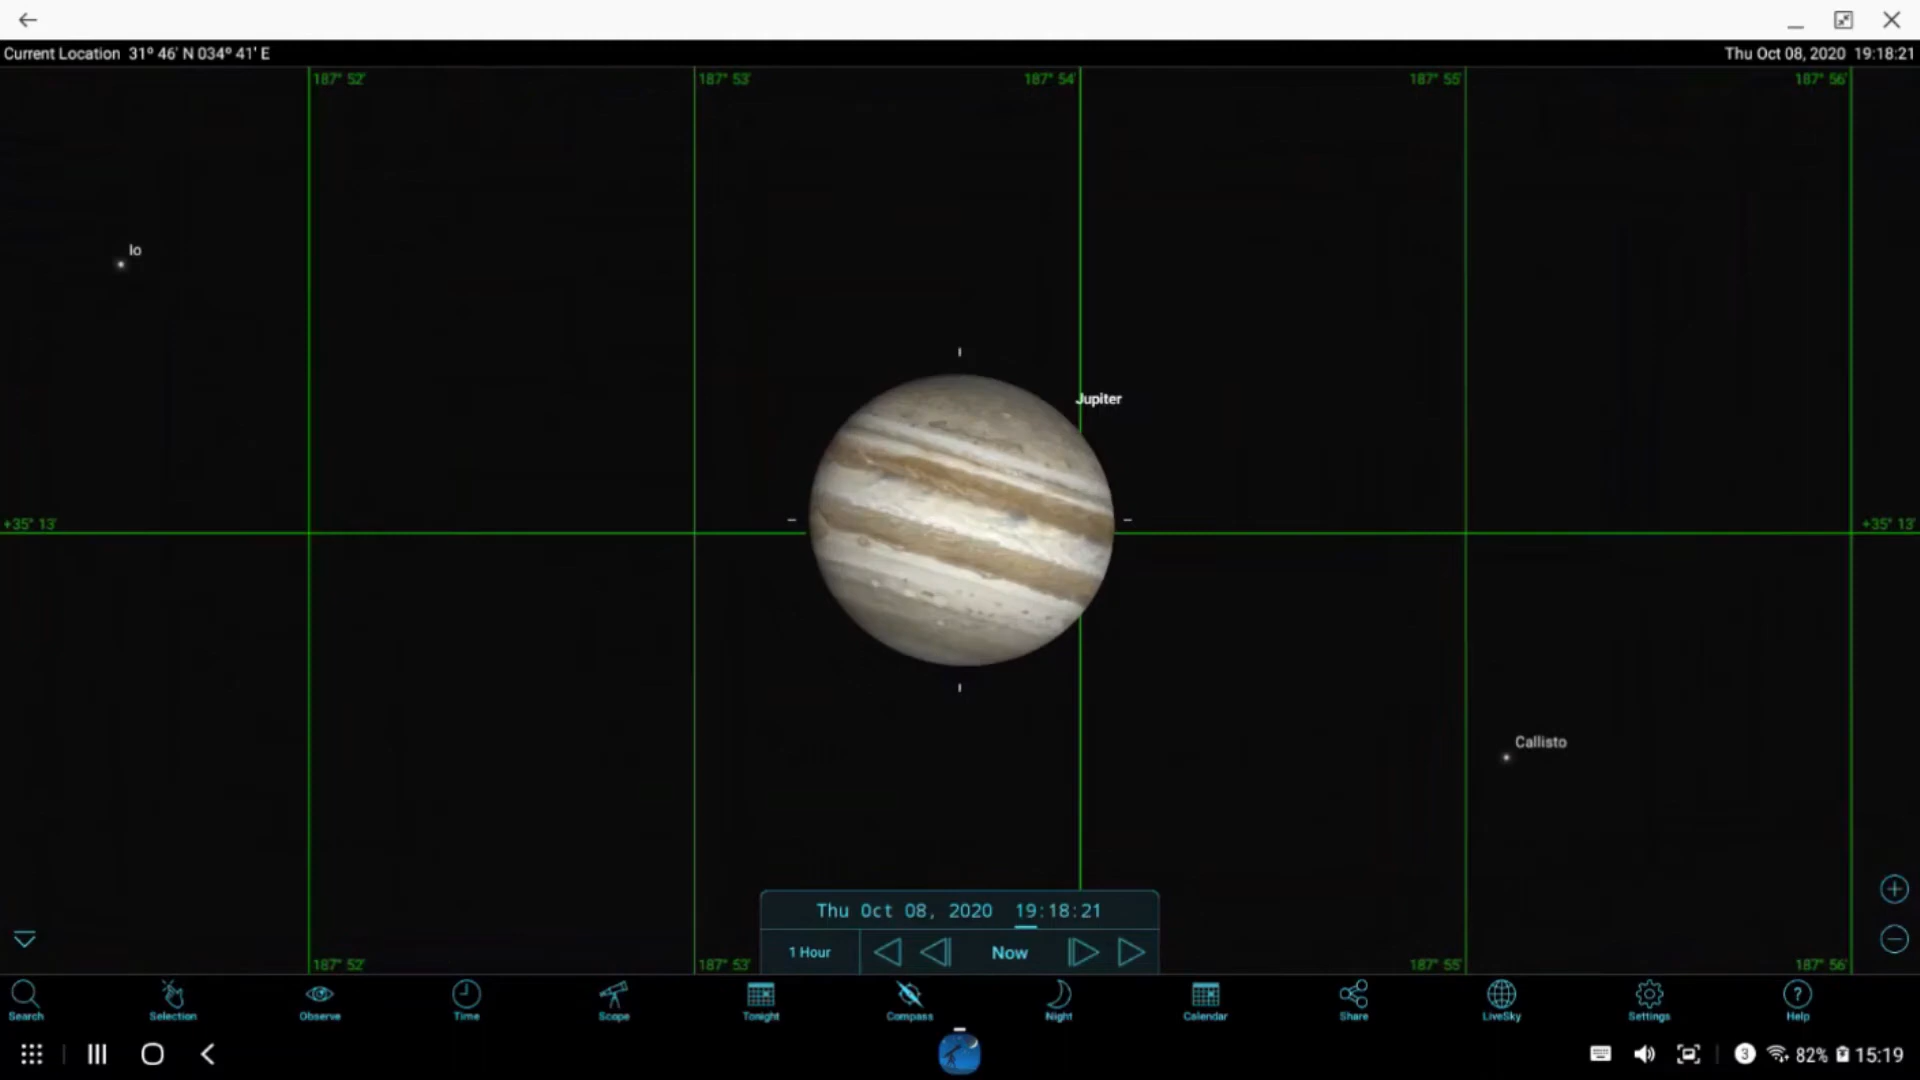 Current Location 31° 46' N 034° 41' E
Thu Oct 08, 2020 19:18:21
187° 52'
187° 53'
187° 54'
187° 55'
187° 56'
Io
Jupiter
+35° 13'
+35° 13'
Callisto
Thu Oct 08, 2020 19:18:21
1 Hour
Now
187° 52'
187° 53'
187° 55'
187° 56'
Search
Selection
Observe
Time
Scope
Tonight
Compass
Night
Calendar
Share
LiveSky
Settings
Help
3
82%
15:19